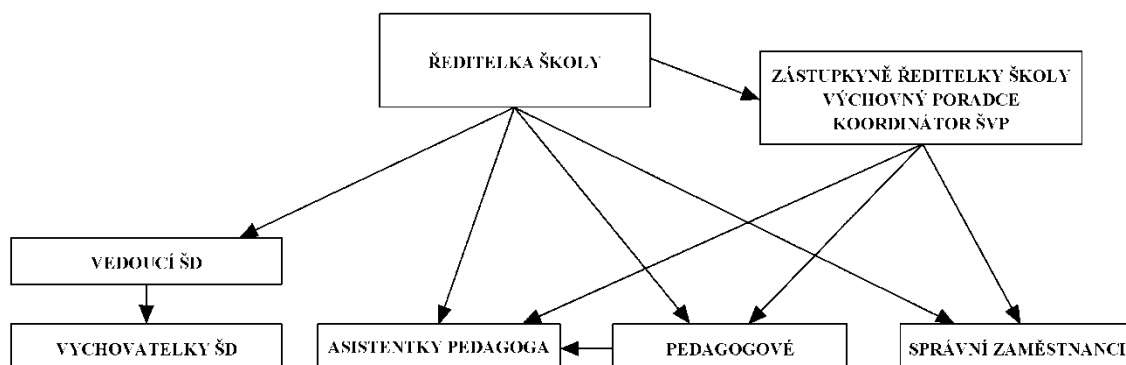 ŘEDITELKA ŠKOLY
ZÁSTUPKYNĚ ŘEDITELKY ŠKOLY
VÝCHOVNÝ PORADCE
KOORDINÁTOR ŠVP
VEDOUCÍ ŠD
VYCHOVATELKY ŠD
ASISTENTKY PEDAGOGA
PEDAGOGOVÉ
SPRÁVNÍ ZAMĚSTNANCI